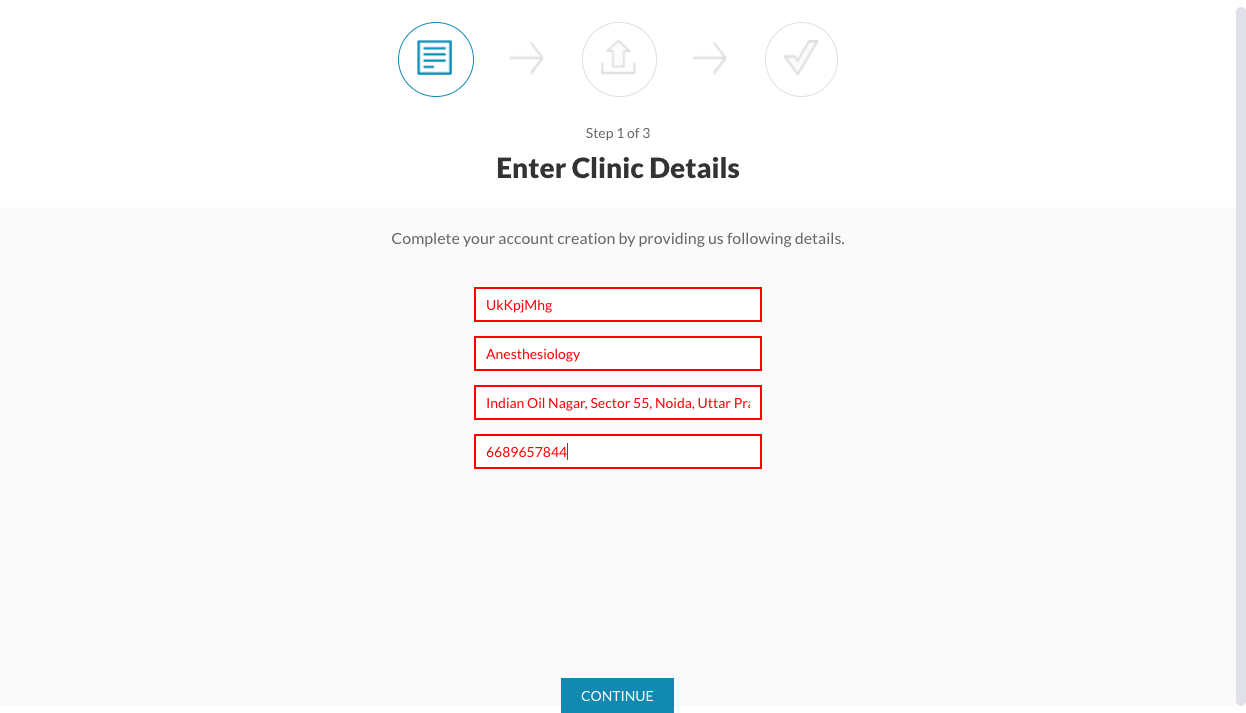 Step 1 of 3
Enter Clinic Details
Complete your account creation by providing us following details.
UkKpjMhg
Anesthesiology
Indian Oil Nagar, Sector 55, Noida, Uttar Pra
6689657844
CONTINUE